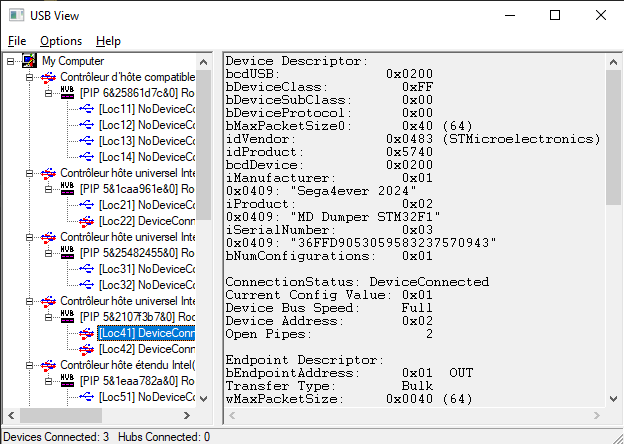 USB View
File Options Help
My Computer
Contrôleur d'hôte compatible
[PIP 6&25861d7c&0] Ro
[Loc11] NoDeviceCo
[Loc12] NoDeviceCo
[Loc13] NoDeviceCo
[Loc14] NoDeviceCo
Contrôleur hôte universel Inte
[PIP 5&1caa961e&0] Ro
[Loc21] NoDeviceCo
[Loc22] DeviceConn
Contrôleur hôte universel Inte
[PIP 5&25482455&0] Ro
[Loc31] NoDeviceCo
[Loc32] NoDeviceCo
Contrôleur hôte universel Inte
[PIP 5&2107f3b7&0] Roo
[Loc41] DeviceConn
[Loc42] DeviceConn
Contrôleur hôte étendu Intel(
[PIP 5&1eaa782a&0] Ro
[Loc51] NoDeviceCo
Device Descriptor:
bcdUSB: 0x0200
bDeviceClass: 0xFF
bDeviceSubClass: 0x00
bDeviceProtocol: 0x00
bMaxPacketSize0: 0x40 (64)
idVendor: 0x0483 (STMicroelectronics)
idProduct: 0x5740
bcdDevice: 0x0200
iManufacturer: 0x01
0x0409: "Sega4ever 2024"
iProduct: 0x02
0x0409: "MD Dumper STM32F1"
iSerialNumber: 0x03
0x0409: "36FFD9053059583237570943"
bNumConfigurations: 0x01
ConnectionStatus: DeviceConnected
Current Config Value: 0x01
Device Bus Speed: Full
Device Address: 0x02
Open Pipes: 2
Endpoint Descriptor:
bEndpointAddress: 0x01 OUT
Transfer Type: Bulk
wMaxPacketSize: 0x0040 (64)
Devices Connected: 3 Hubs Connected: 0